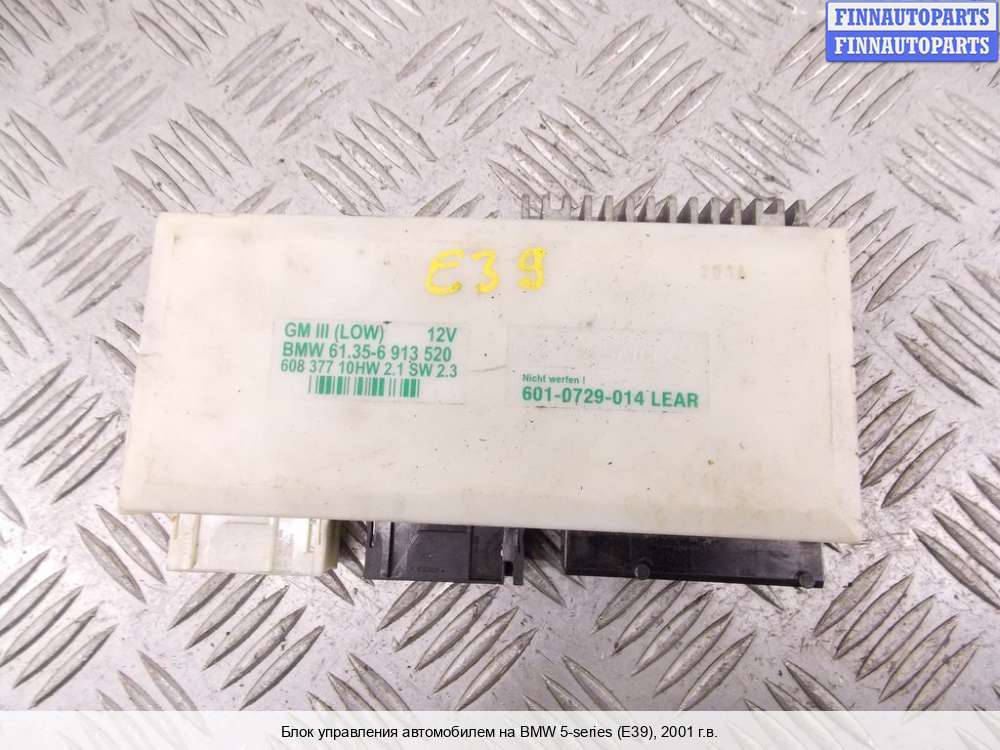 FINNAUTOPARTS
FINNAUTOPARTS
E39
GM III (LOW) 12V
BMW 61.35-6 913 520
608 377 10HW 2.1 SW 2.3
Nicht werfen !
601-0729-014 LEAR
Блок управления автомобилем на BMW 5-series (E39), 2001 г.в.